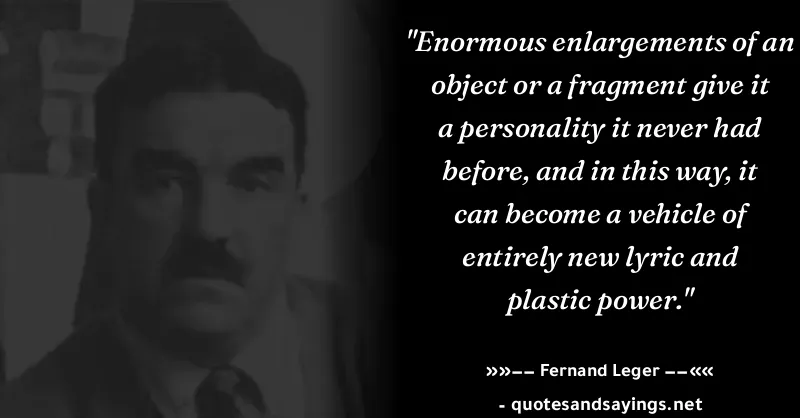 "Enormous enlargements of an
object or a fragment give it
a personality it never had
before, and in this way, it
can become a vehicle of
entirely new lyric and
plastic power."
»»−− Fernand Leger −−««
- quotesandsayings.net